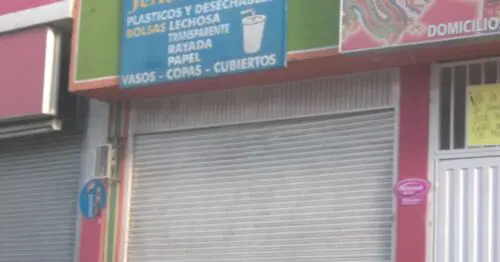 PLASTICOS Y DESECHABLES
BOLSAS LECHOSA
TRANSPARENTE
RAYADA
PAPEL
VASOS - COPAS - CUBIERTOS
DOMICILIO